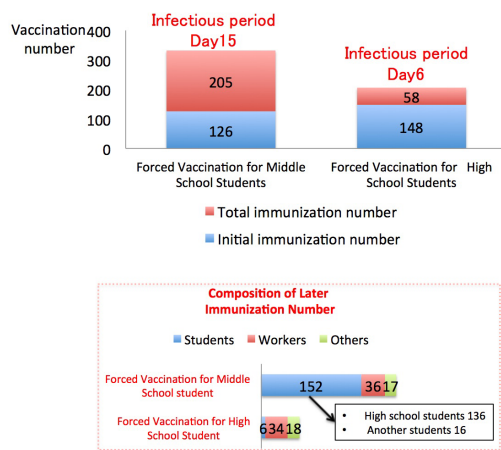 Vaccination
number
Infectious period
Day15
Infectious period
Day6
400
300
200
100
0
205
126
58
148
Forced Vaccination for Middle
School Students
Forced Vaccination for High
School Students
Total immunization number
Initial immunization number
Composition of Later
Immunization Number
Students Workers Others
Forced Vaccination for Middle
School student
152 36 17
Forced Vaccination for High
School Student
6 34 18
• High school students 136
• Another students 16